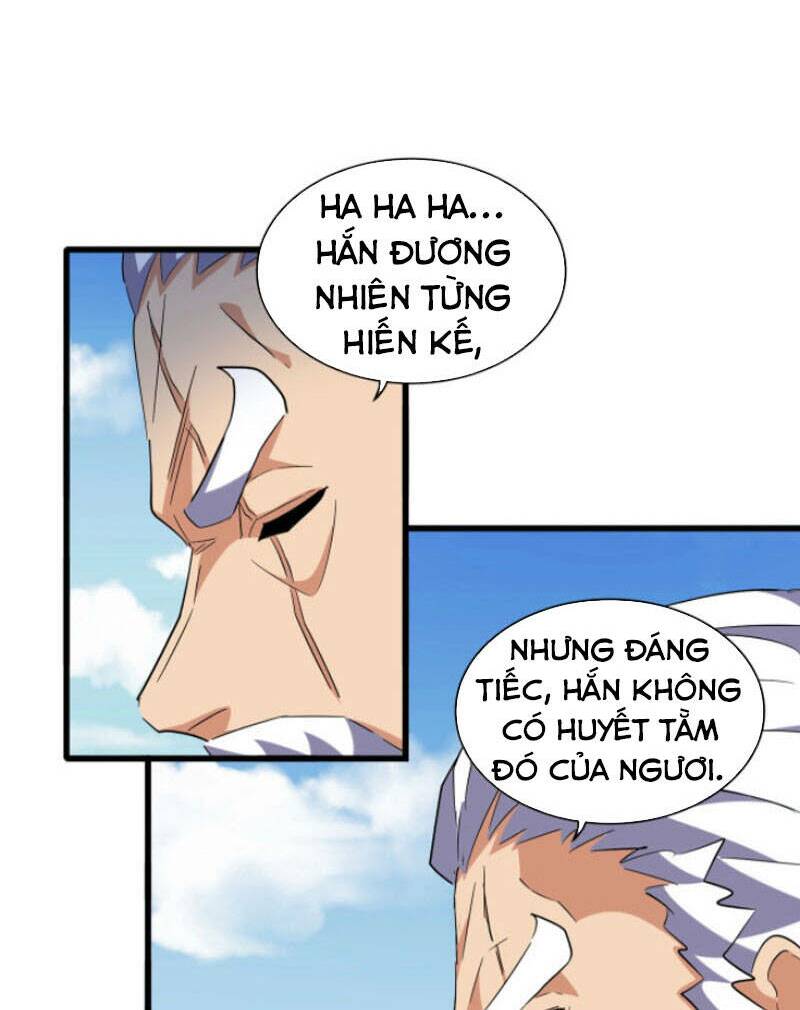 HA HA HA...
HẮN ĐƯƠNG
NHIÊN TỪNG
HIẾN KẾ,
NHƯNG ĐÁNG
TIẾC, HẮN KHÔNG
CÓ HUYẾT TẰM
ĐÓ CỦA NGƯƠI.